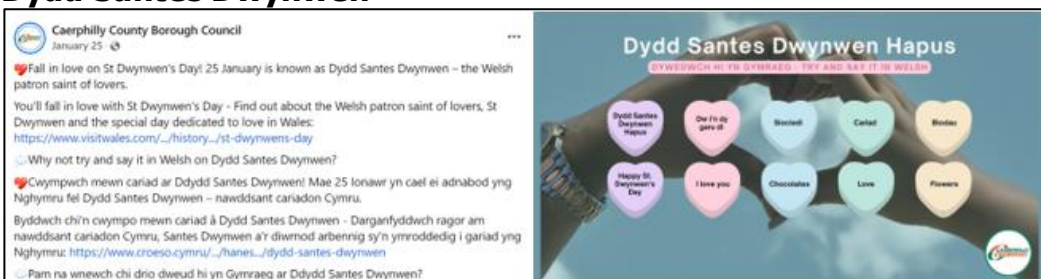 Dydd Santes Dwynwen
Caerphilly County Borough Council
January 25
Fall in love on St Dwynwen's Day! 25 January is known as Dydd Santes Dwynwen – the Welsh
patron saint of lovers.
You'll fall in love with St Dwynwen's Day - Find out about the Welsh patron saint of lovers, St
Dwynwen and the special day dedicated to love in Wales:
https://www.visitwales.com/.../history.../st-dwynwens-day
Why not try and say it in Welsh on Dydd Santes Dwynwen?
Cwympwch mewn cariad ar Ddydd Santes Dwynwen! Mae 25 Ionawr yn cael ei adnabod yng
Nghymru fel Dydd Santes Dwynwen – nawddsant cariadon Cymru.
Byddwch chi'n cwympo mewn cariad â Dydd Santes Dwynwen - Darganfyddwch ragor am
nawddsant cariadon Cymru, Santes Dwynwen a'r diwrnod arbennig sy'n ymroddedig i gariad yng
Nghymru: https://www.croeso.cymru/.../hanes.../dydd-santes-dwynwen
Pam na wnewch chi drio dweud hi yn Gymraeg ar Ddydd Santes Dwynwen?
Dydd Santes Dwynwen Hapus
DYWEDWCH HI YN GYMRAEG - TRY AND SAY IT IN WELSH
Dydd Santes
Dwynwen
Hapus
Dw i'n dy
garu di
Siocledi
Cariad
Blodau
Happy St.
Dwynwen's
Day
I love you
Chocolates
Love
Flowers